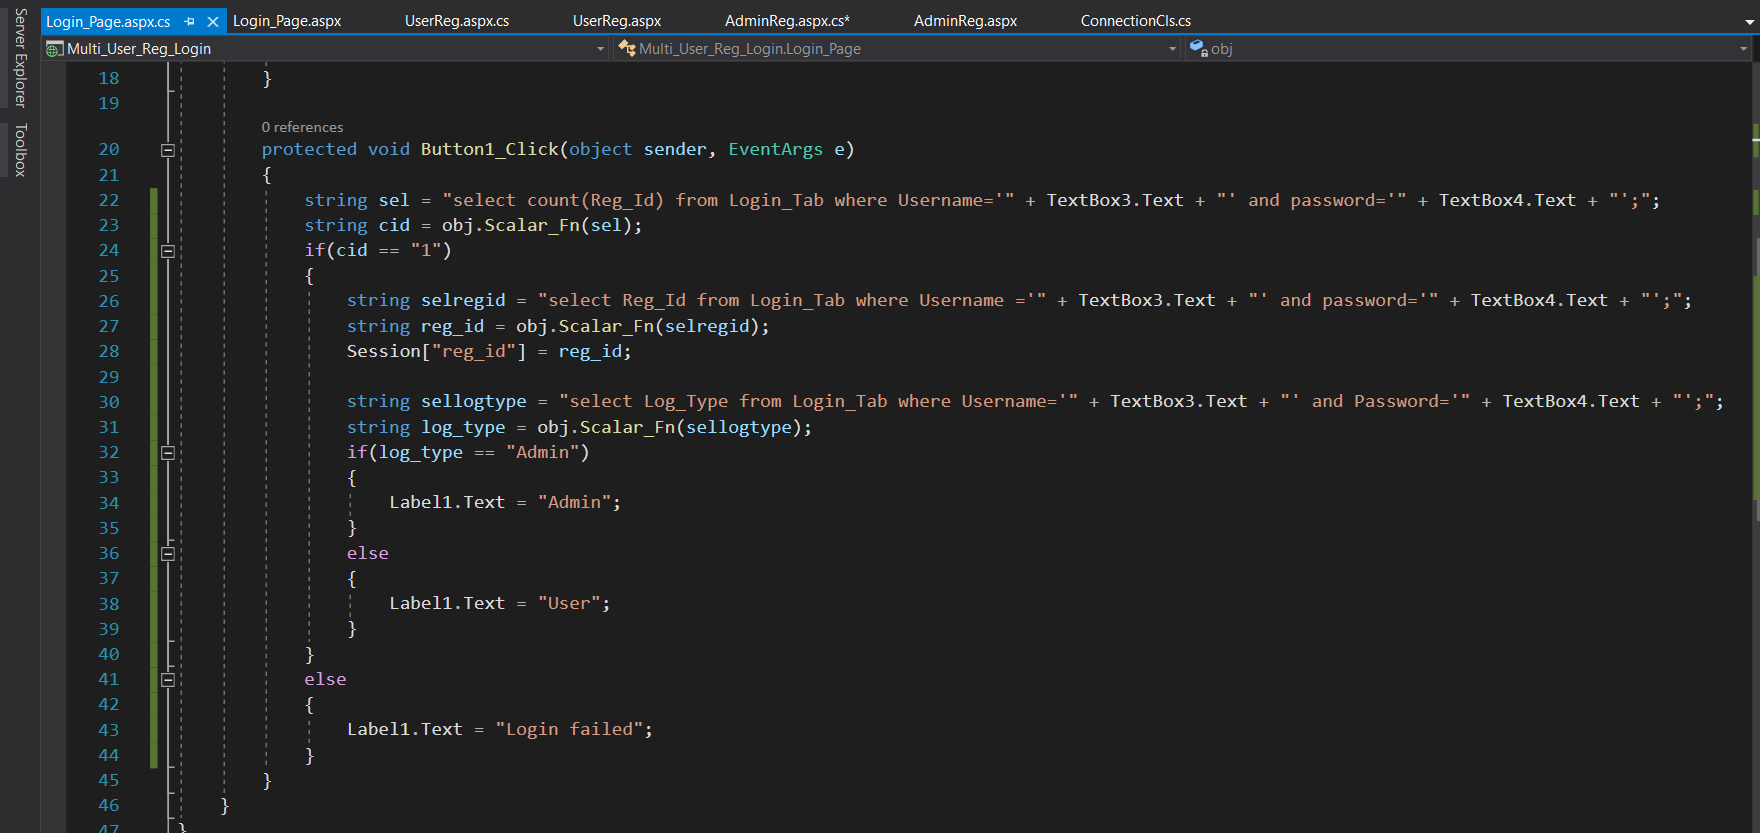 Server Explorer
Toolbox
Login_Page.aspx.cs Login_Page.aspx UserReg.aspx.cs UserReg.aspx AdminReg.aspx.cs* AdminReg.aspx ConnectionCls.cs
Multi_User_Reg_Login Multi_User_Reg_Login.Login_Page obj
18 }
19
0 references
20 protected void Button1_Click(object sender, EventArgs e)
21 {
22 string sel = "select count(Reg_Id) from Login_Tab where Username='" + TextBox3.Text + "' and password='" + TextBox4.Text + "';";
23 string cid = obj.Scalar_Fn(sel);
24 if(cid == "1")
25 {
26 string selregid = "select Reg_Id from Login_Tab where Username ='" + TextBox3.Text + "' and password='" + TextBox4.Text + "';";
27 string reg_id = obj.Scalar_Fn(selregid);
28 Session["reg_id"] = reg_id;
29
30 string sellogtype = "select Log_Type from Login_Tab where Username='" + TextBox3.Text + "' and Password='" + TextBox4.Text + "';";
31 string log_type = obj.Scalar_Fn(sellogtype);
32 if(log_type == "Admin")
33 {
34 Label1.Text = "Admin";
35 }
36 else
37 {
38 Label1.Text = "User";
39 }
40 }
41 else
42 {
43 Label1.Text = "Login failed";
44 }
45 }
46 }
47 }